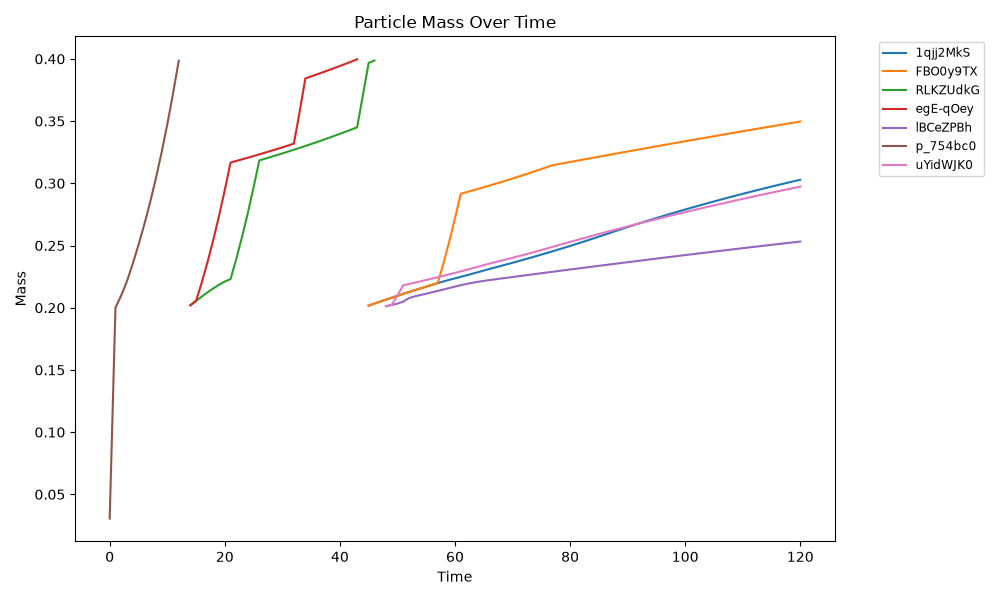 Particle Mass Over Time
Mass
0.40
0.35
0.30
0.25
0.20
0.15
0.10
0.05
0 20 40 60 80 100 120
Time
1qjj2MkS
FBO0y9TX
RLKZUdkG
egE-qOey
lBCeZPBh
p_754bc0
uYidWJK0